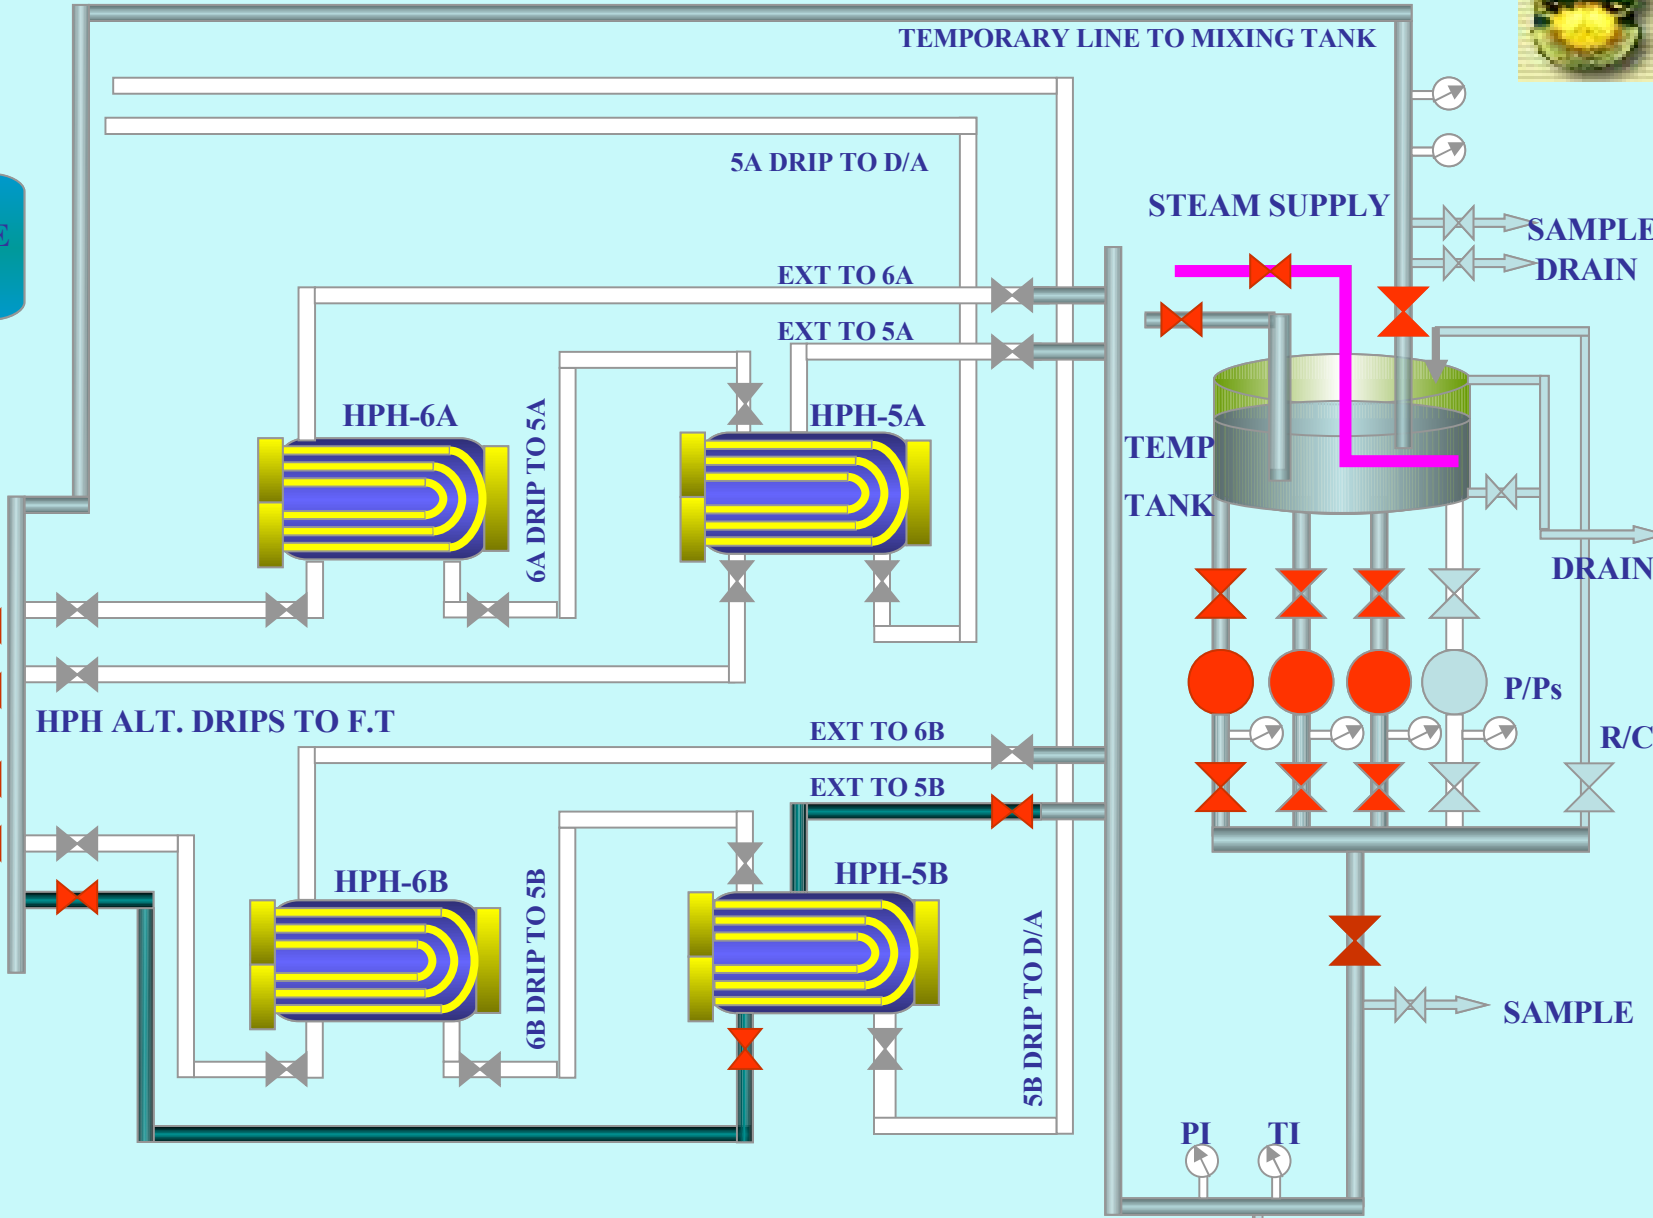 TEMPORARY LINE TO MIXING TANK
5A DRIP TO D/A
STEAM SUPPLY
SAMPLE
DRAIN
E
EXT TO 6A
EXT TO 5A
HPH-6A
HPH-5A
6A DRIP TO 5A
TEMP
TANK
DRAIN
P/Ps
R/C
HPH ALT. DRIPS TO F.T
EXT TO 6B
EXT TO 5B
HPH-6B
HPH-5B
6B DRIP TO 5B
5B DRIP TO D/A
SAMPLE
PI
TI